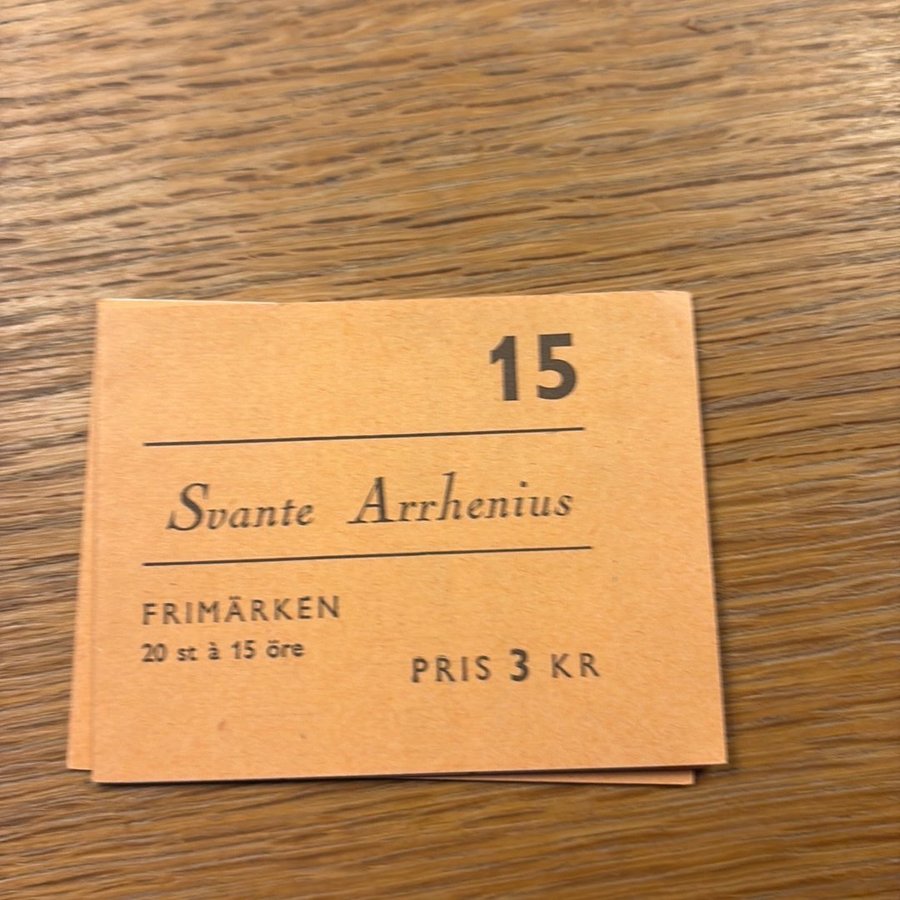 15
Svante Arrhenius
FRIMÄRKEN
20 st à 15 öre
PRIS 3 KR